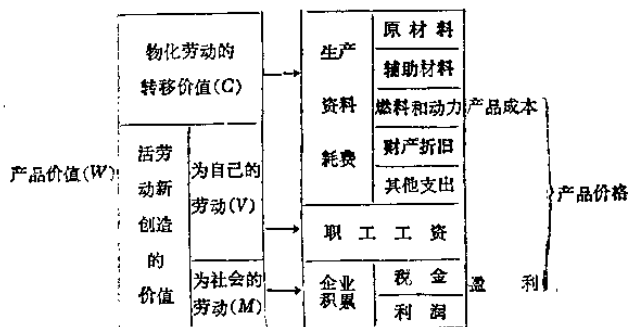 产品价值(W)
物化劳动的
转移价值(C)
活劳
动新
创造
的
价值
为自己的
劳动(V)
为社会的
劳动(M)
生产
资料
耗费
原材料
辅助材料
燃料和动力
财产折旧
其他支出
职工工资
企业
积累
税金
利润
产品成本
盈利
产品价格